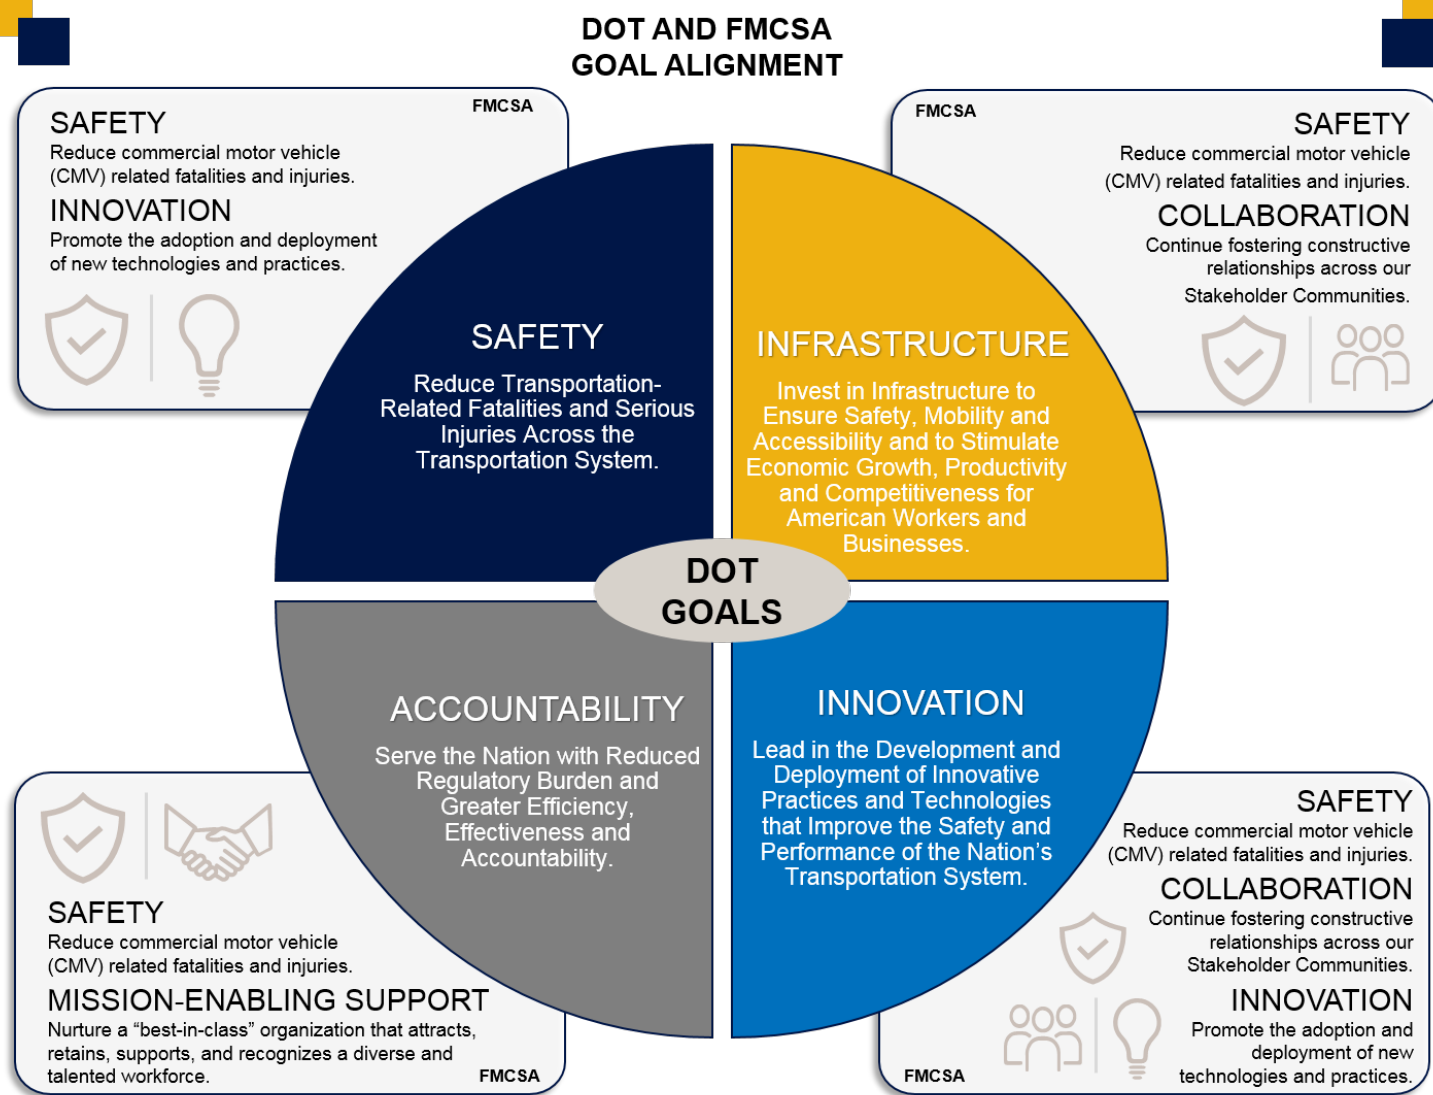 DOT AND FMCSA
GOAL ALIGNMENT
FMCSA
SAFETY
Reduce commercial motor vehicle
(CMV) related fatalities and injuries.
INNOVATION
Promote the adoption and deployment
of new technologies and practices.
FMCSA
SAFETY
Reduce commercial motor vehicle
(CMV) related fatalities and injuries.
COLLABORATION
Continue fostering constructive
relationships across our
Stakeholder Communities.
SAFETY
Reduce Transportation-
Related Fatalities and Serious
Injuries Across the
Transportation System.
INFRASTRUCTURE
Invest in Infrastructure to
Ensure Safety, Mobility and
Accessibility and to Stimulate
Economic Growth, Productivity
and Competitiveness for
American Workers and
Businesses.
DOT
GOALS
ACCOUNTABILITY
Serve the Nation with Reduced
Regulatory Burden and
Greater Efficiency,
Effectiveness and
Accountability.
INNOVATION
Lead in the Development and
Deployment of Innovative
Practices and Technologies
that Improve the Safety and
Performance of the Nation’s
Transportation System.
SAFETY
Reduce commercial motor vehicle
(CMV) related fatalities and injuries.
MISSION-ENABLING SUPPORT
Nurture a “best-in-class” organization that attracts,
retains, supports, and recognizes a diverse and
talented workforce.
FMCSA
SAFETY
Reduce commercial motor vehicle
(CMV) related fatalities and injuries.
COLLABORATION
Continue fostering constructive
relationships across our
Stakeholder Communities.
INNOVATION
Promote the adoption and
deployment of new
technologies and practices.
FMCSA